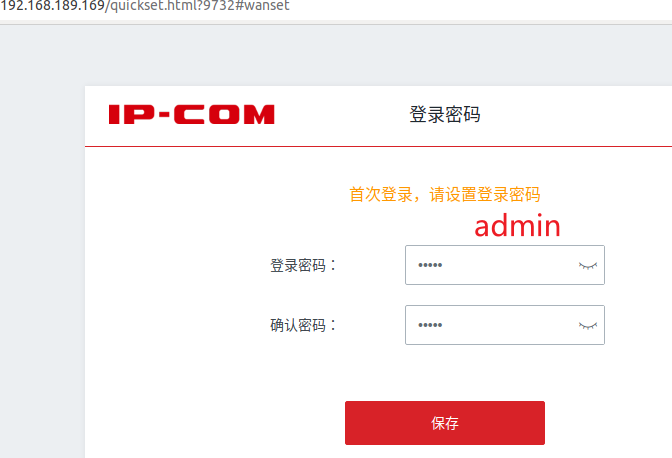 192.168.189.169/quickset.html?9732#wanset
IP-COM
登录密码
首次登录，请设置登录密码
admin
登录密码：
•••••
确认密码：
•••••
保存